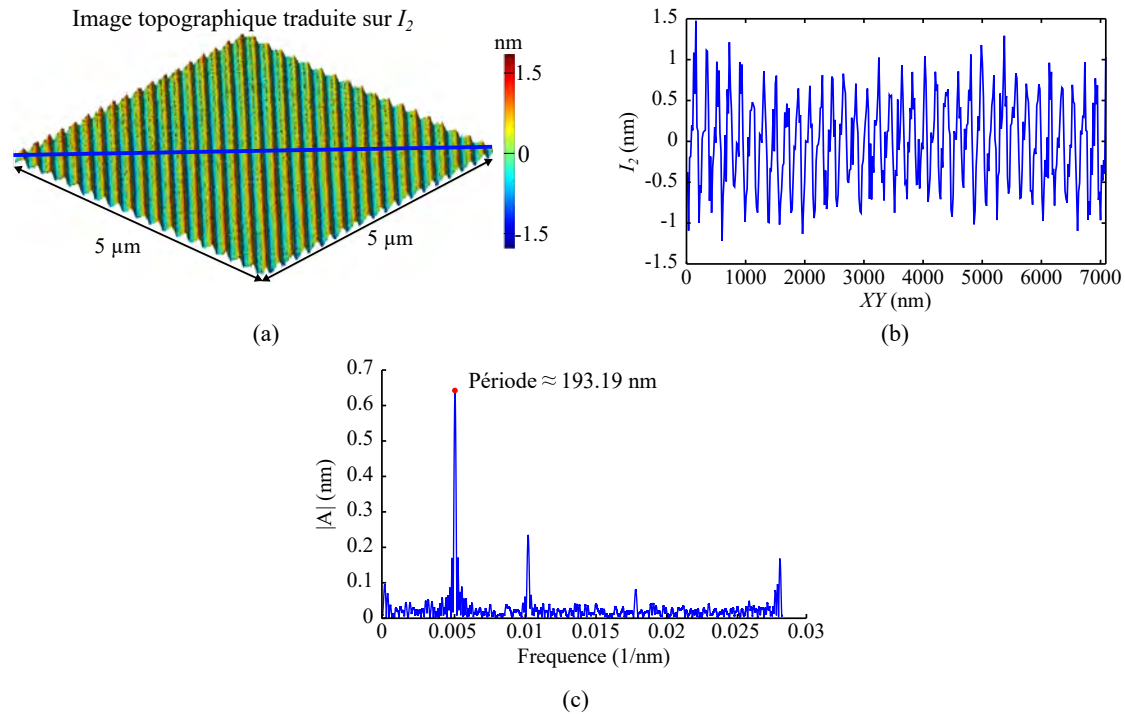 Image topographique traduite sur I₂
nm
1.5
0
-1.5
5 µm
5 µm
(a)
1.5
1
0.5
0
-0.5
-1
-1.5
I₂ (nm)
0 1000 2000 3000 4000 5000 6000 7000
XY (nm)
(b)
0.7
0.6
0.5
0.4
0.3
0.2
0.1
0
|A| (nm)
Période ≈ 193.19 nm
0 0.005 0.01 0.015 0.02 0.025 0.03
Frequence (1/nm)
(c)